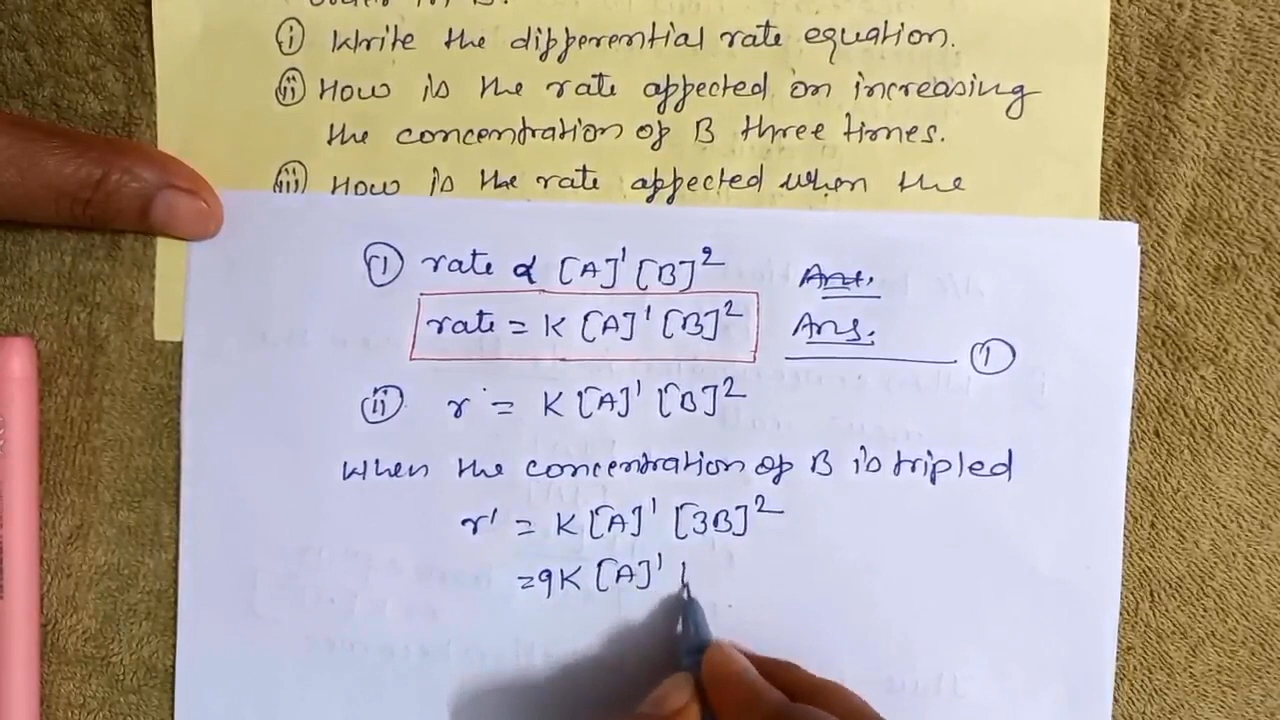 (i) Write the differential rate equation.
(ii) How is the rate affected on increasing
the concentration of B three times.
(iii) How is the rate affected when the
(i) rate ∝ [A]¹ [B]²
Ans.
rate = K [A]¹ [B]²
Ans.
(1)
(ii) r = K [A]¹ [B]²
When the concentration of B is tripled
r' = K [A]¹ [3B]²
= 9K [A]¹